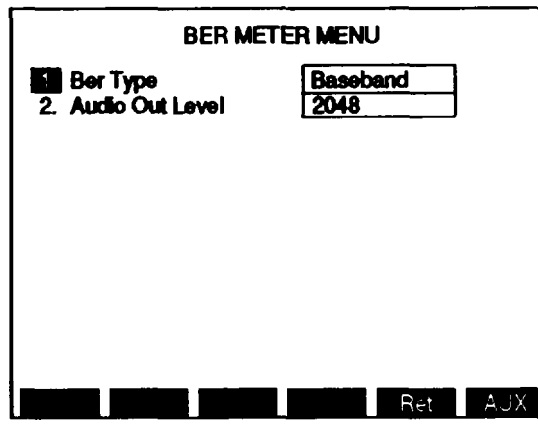 BER METER MENU
1. Ber Type Baseband
2. Audio Out Level 2048
Ret AUX